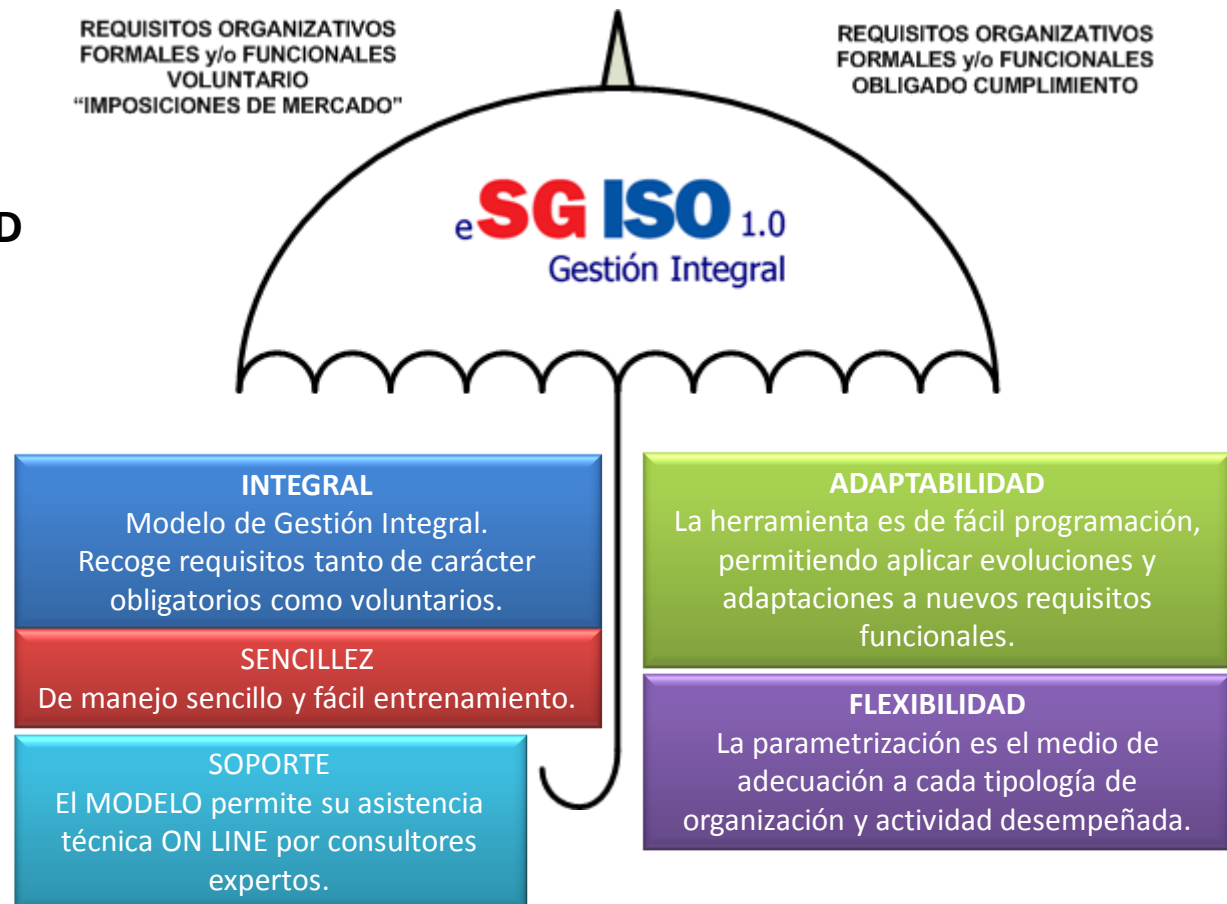 REQUISITOS ORGANIZATIVOS
FORMALES y/o FUNCIONALES
VOLUNTARIO
“IMPOSICIONES DE MERCADO”
REQUISITOS ORGANIZATIVOS
FORMALES y/o FUNCIONALES
OBLIGADO CUMPLIMIENTO
D
eSG ISO 1.0
Gestión Integral
INTEGRAL
Modelo de Gestión Integral.
Recoge requisitos tanto de carácter
obligatorios como voluntarios.
SENCILLEZ
De manejo sencillo y fácil entrenamiento.
SOPORTE
El MODELO permite su asistencia
técnica ON LINE por consultores
expertos.
ADAPTABILIDAD
La herramienta es de fácil programación,
permitiendo aplicar evoluciones y
adaptaciones a nuevos requisitos
funcionales.
FLEXIBILIDAD
La parametrización es el medio de
adecuación a cada tipología de
organización y actividad desempeñada.